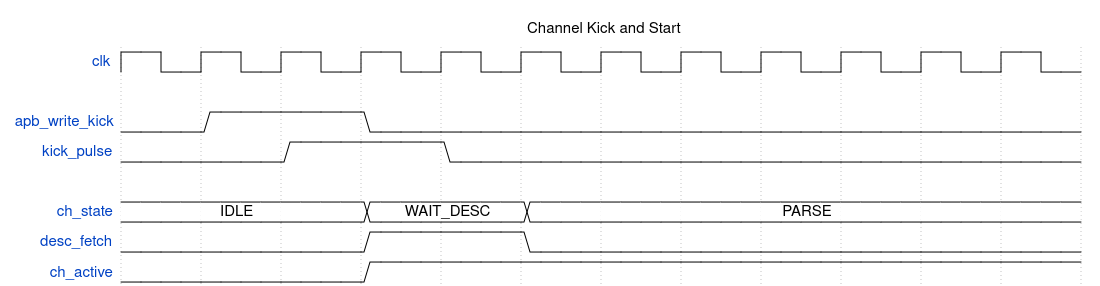 Channel Kick and Start
clk
apb_write_kick
kick_pulse
ch_state IDLE WAIT_DESC PARSE
desc_fetch
ch_active